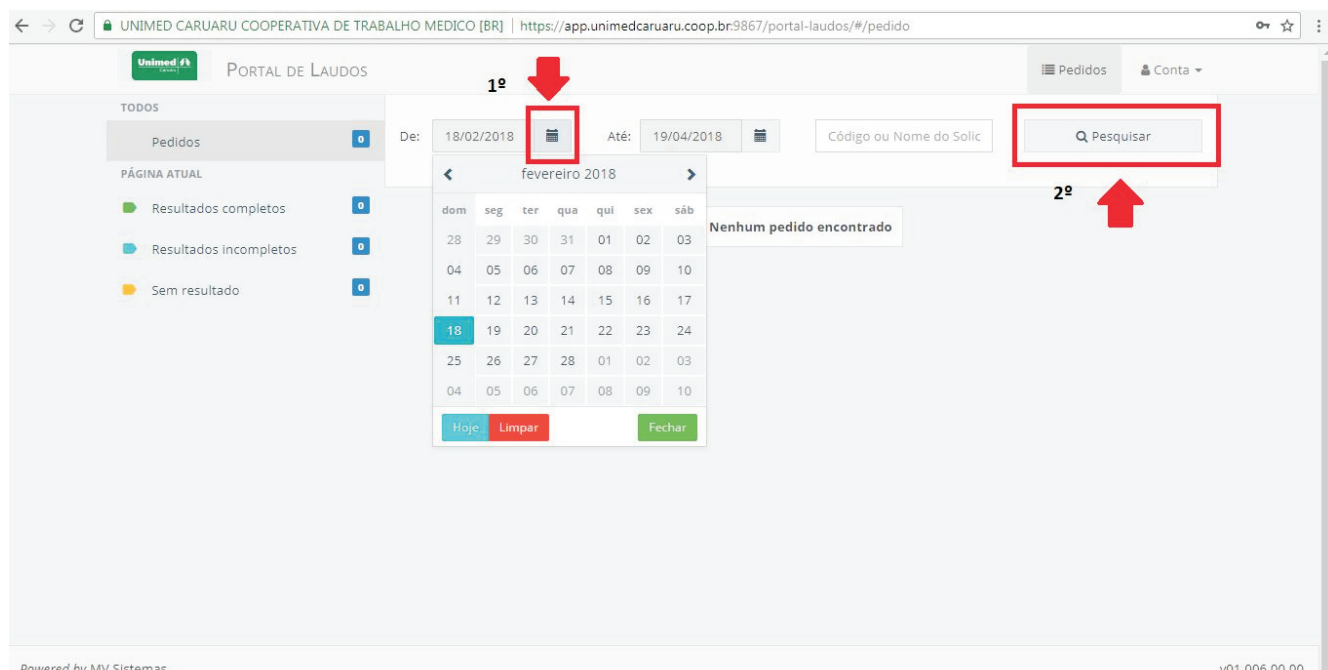 UNIMED CARUARU COOPERATIVA DE TRABALHO MEDICO [BR] https://app.unimedcaruaru.coop.br:9867/portal-laudos/#/pedido
Unimed
PORTAL DE LAUDOS
Pedidos
Conta
1º
TODOS
Pedidos 0
De: 18/02/2018 Até: 19/04/2018 Código ou Nome do Solic Pesquisar
PÁGINA ATUAL
Resultados completos 0
Resultados incompletos 0
Sem resultado 0
2º
fevereiro 2018
dom seg ter qua qui sex sáb
28 29 30 31 01 02 03
04 05 06 07 08 09 10
11 12 13 14 15 16 17
18 19 20 21 22 23 24
25 26 27 28 01 02 03
04 05 06 07 08 09 10
Hoje Limpar Fechar
Nenhum pedido encontrado
Powered by MV Sistemas
v01.006.00.00